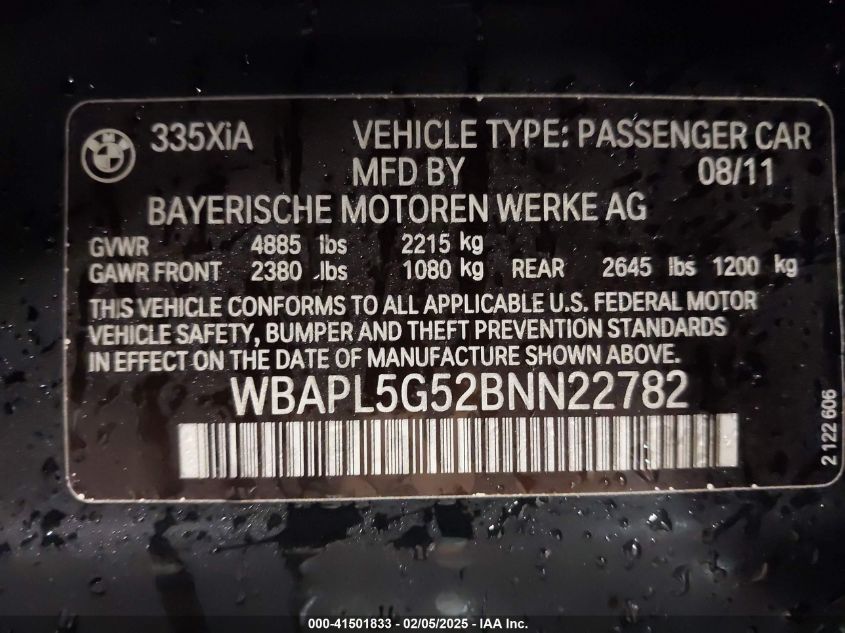 BMW
335XiA VEHICLE TYPE: PASSENGER CAR
MFD BY 08/11
BAYERISCHE MOTOREN WERKE AG
GVWR 4885 lbs 2215 kg
GAWR FRONT 2380 lbs 1080 kg REAR 2645 lbs 1200 kg
THIS VEHICLE CONFORMS TO ALL APPLICABLE U.S. FEDERAL MOTOR
VEHICLE SAFETY, BUMPER AND THEFT PREVENTION STANDARDS
IN EFFECT ON THE DATE OF MANUFACTURE SHOWN ABOVE.
WBAPL5G52BNN22782
2 122 606
000-41501833 - 02/05/2025 - IAA Inc.